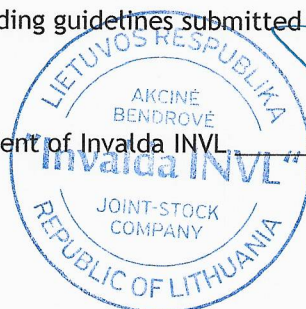 ding guidelines submitted
LIETUVOS RESPUBLIKA
AKCINĖ
BENDROVĖ
ent of Invalda INVL
"Invalda INVL"
JOINT-STOCK
COMPANY
REPUBLIC OF LITHUANIA